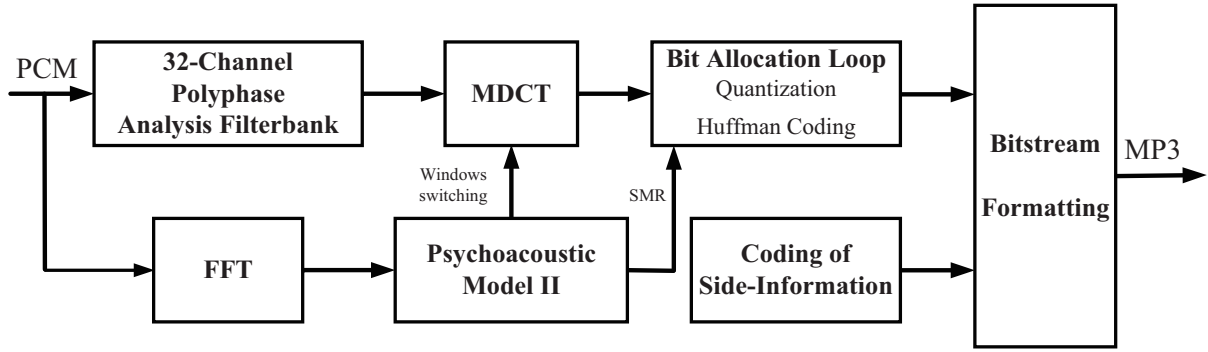 PCM
32-Channel
Polyphase
Analysis Filterbank
MDCT
Bit Allocation Loop
Quantization
Huffman Coding
Bitstream
Formatting
MP3
Windows
switching
SMR
FFT
Psychoacoustic
Model II
Coding of
Side-Information